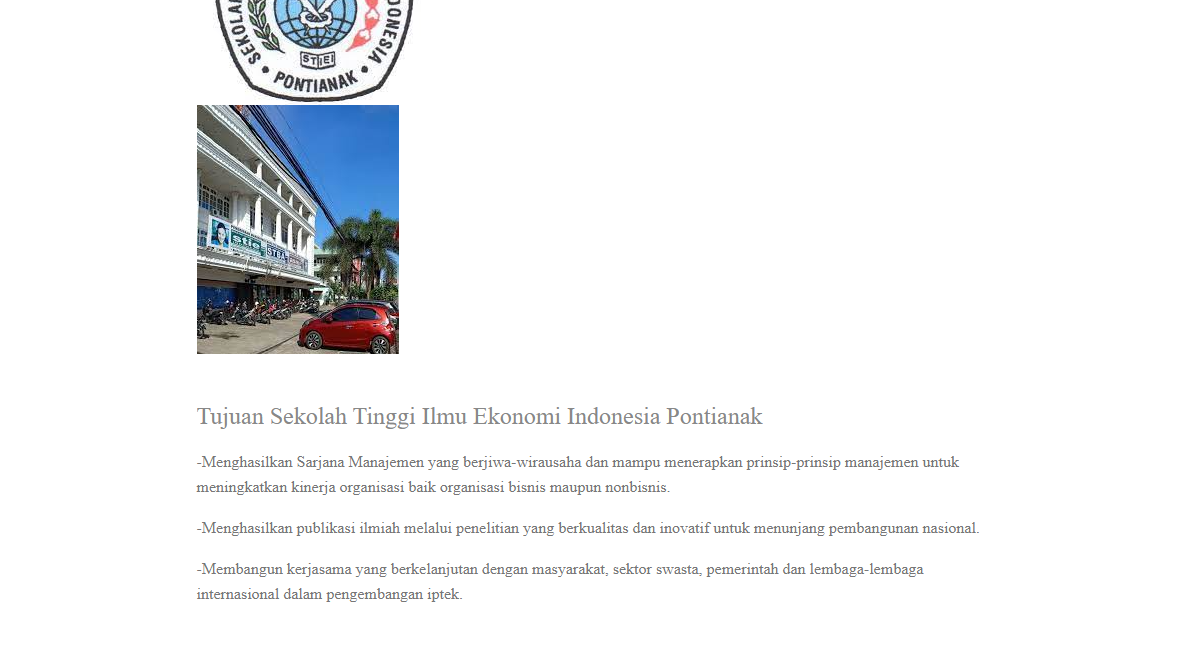 SEKOLAH
INDONESIA
STIEI
• PONTIANAK •
stie
STBA
Tujuan Sekolah Tinggi Ilmu Ekonomi Indonesia Pontianak
-Menghasilkan Sarjana Manajemen yang berjiwa-wirausaha dan mampu menerapkan prinsip-prinsip manajemen untuk
meningkatkan kinerja organisasi baik organisasi bisnis maupun nonbisnis.
-Menghasilkan publikasi ilmiah melalui penelitian yang berkualitas dan inovatif untuk menunjang pembangunan nasional.
-Membangun kerjasama yang berkelanjutan dengan masyarakat, sektor swasta, pemerintah dan lembaga-lembaga
internasional dalam pengembangan iptek.